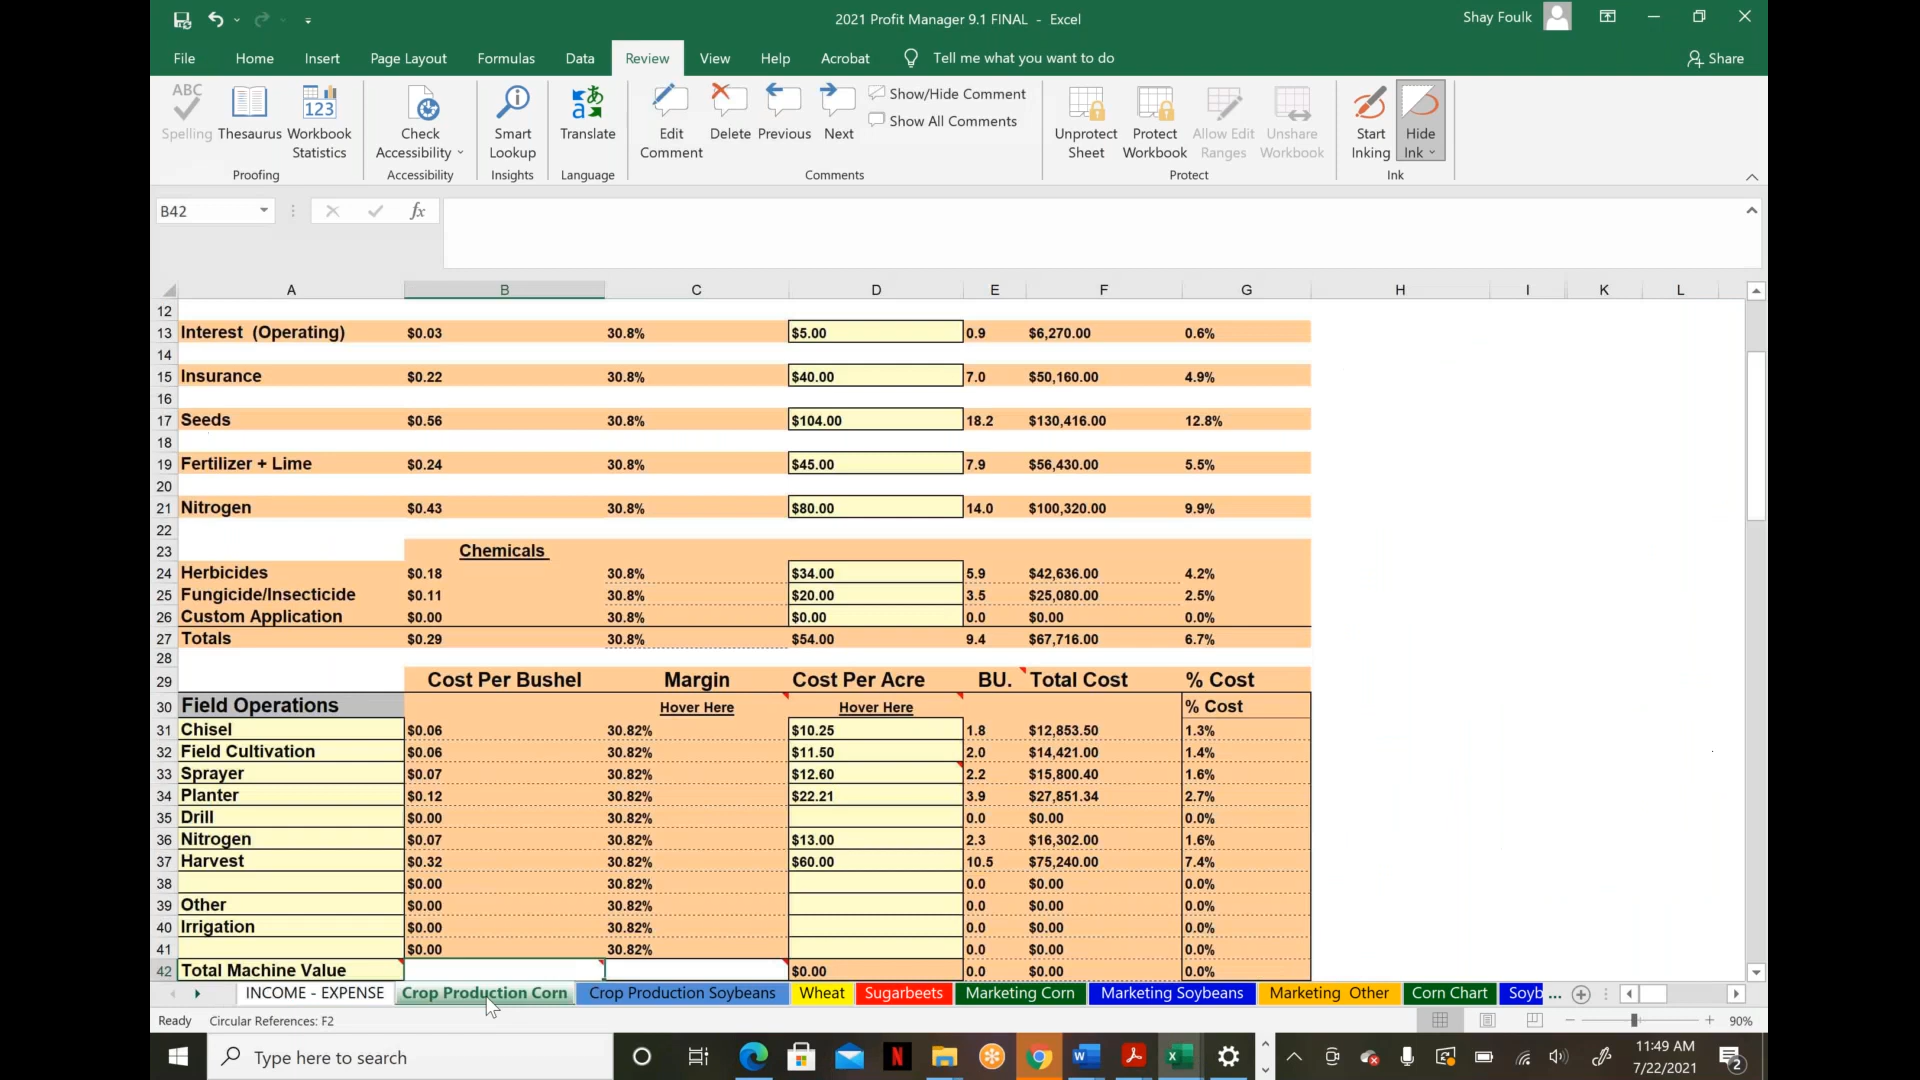 2021 Profit Manager 9.1 FINAL - Excel
Shay Foulk
File Home Insert Page Layout Formulas Data Review View Help Acrobat Tell me what you want to do Share
ABC
Spelling Thesaurus Workbook Statistics
Proofing
Check Accessibility
Accessibility
Smart Lookup
Insights
Translate
Language
Edit Comment Delete Previous Next
Show/Hide Comment
Show All Comments
Comments
Unprotect Sheet Protect Workbook Allow Edit Ranges Unshare Workbook
Protect
Start Inking Hide Ink
Ink
B42 fx
A B C D E F G H I K L
12
13 Interest (Operating) $0.03 30.8% $5.00 0.9 $6,270.00 0.6%
14
15 Insurance $0.22 30.8% $40.00 7.0 $50,160.00 4.9%
16
17 Seeds $0.56 30.8% $104.00 18.2 $130,416.00 12.8%
18
19 Fertilizer + Lime $0.24 30.8% $45.00 7.9 $56,430.00 5.5%
20
21 Nitrogen $0.43 30.8% $80.00 14.0 $100,320.00 9.9%
22
23 Chemicals
24 Herbicides $0.18 30.8% $34.00 5.9 $42,636.00 4.2%
25 Fungicide/Insecticide $0.11 30.8% $20.00 3.5 $25,080.00 2.5%
26 Custom Application $0.00 30.8% $0.00 0.0 $0.00 0.0%
27 Totals $0.29 30.8% $54.00 9.4 $67,716.00 6.7%
28
29 Cost Per Bushel Margin Cost Per Acre BU. Total Cost % Cost
30 Field Operations Hover Here Hover Here % Cost
31 Chisel $0.06 30.82% $10.25 1.8 $12,853.50 1.3%
32 Field Cultivation $0.06 30.82% $11.50 2.0 $14,421.00 1.4%
33 Sprayer $0.07 30.82% $12.60 2.2 $15,800.40 1.6%
34 Planter $0.12 30.82% $22.21 3.9 $27,851.34 2.7%
35 Drill $0.00 30.82% 0.0 $0.00 0.0%
36 Nitrogen $0.07 30.82% $13.00 2.3 $16,302.00 1.6%
37 Harvest $0.32 30.82% $60.00 10.5 $75,240.00 7.4%
38 $0.00 30.82% 0.0 $0.00 0.0%
39 Other $0.00 30.82% 0.0 $0.00 0.0%
40 Irrigation $0.00 30.82% 0.0 $0.00 0.0%
41 $0.00 30.82% 0.0 $0.00 0.0%
42 Total Machine Value $0.00 0.0 $0.00 0.0%
INCOME - EXPENSE Crop Production Corn Crop Production Soybeans Wheat Sugarbeets Marketing Corn Marketing Soybeans Marketing Other Corn Chart Soyb ...
Ready Circular References: F2 90%
Type here to search
11:49 AM
7/22/2021
2